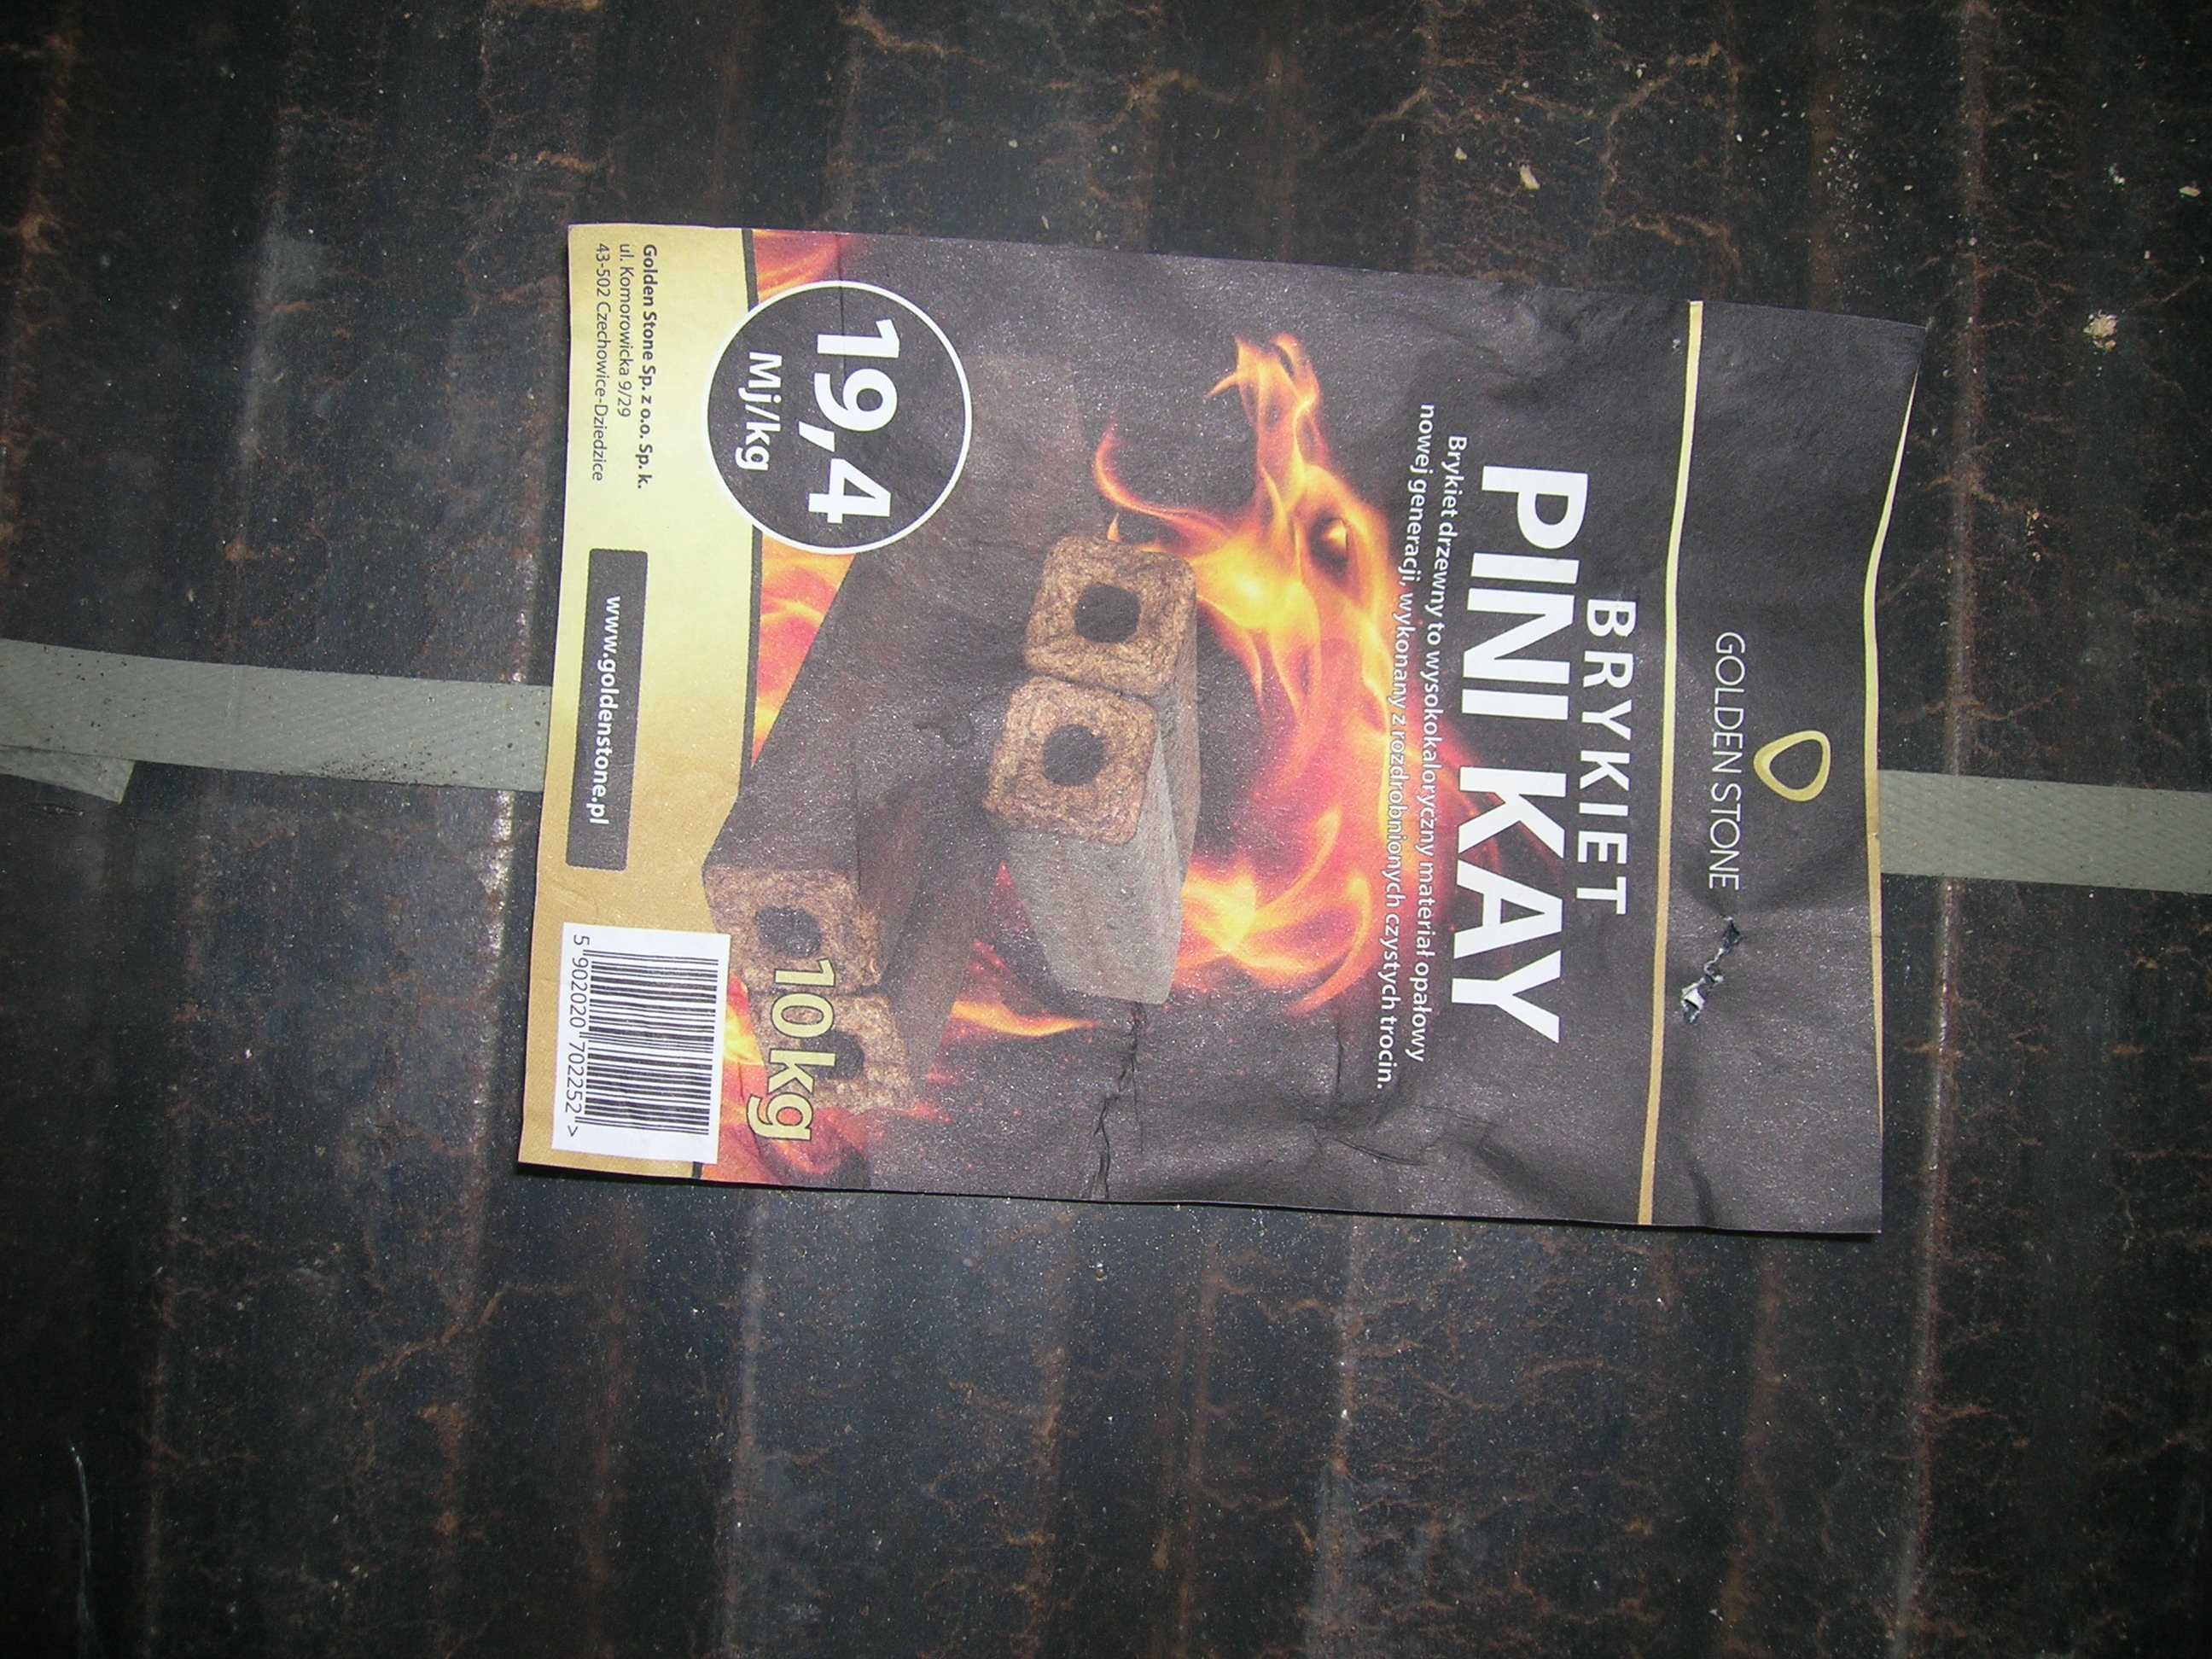 GOLDEN STONE
BRYKIET
PINI KAY
Brykiet drzewny to wysokokaloryczny materiał opałowy
nowej generacji, wykonany z rozdrobnionych czystych trocin.
19,4
Mj/kg
10kg
Golden Stone Sp. z o.o. Sp. k.
ul. Komorowicka 9/29
43-502 Czechowice-Dziedzice
www.goldenstone.pl
5 902020 702252 >